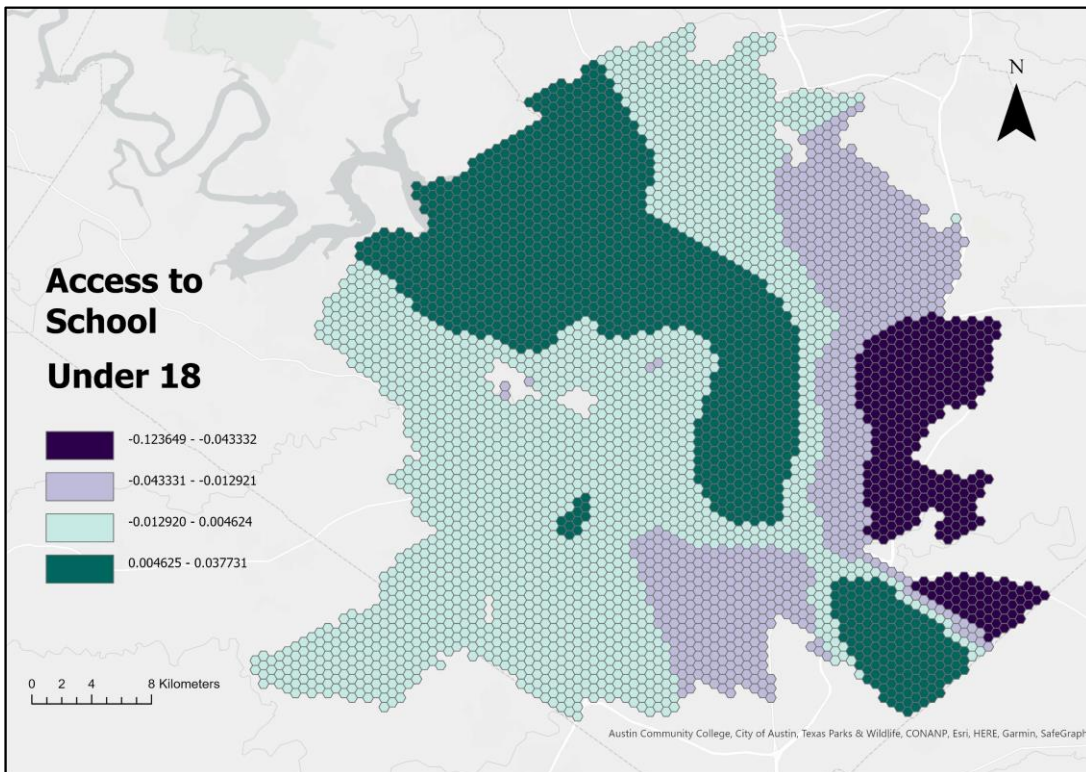 N
Access to
School
Under 18
-0.123649 - -0.043332
-0.043331 - -0.012921
-0.012920 - 0.004624
0.004625 - 0.037731
0 2 4 8 Kilometers
Austin Community College, City of Austin, Texas Parks & Wildlife, CONANP, Esri, HERE, Garmin, SafeGraph